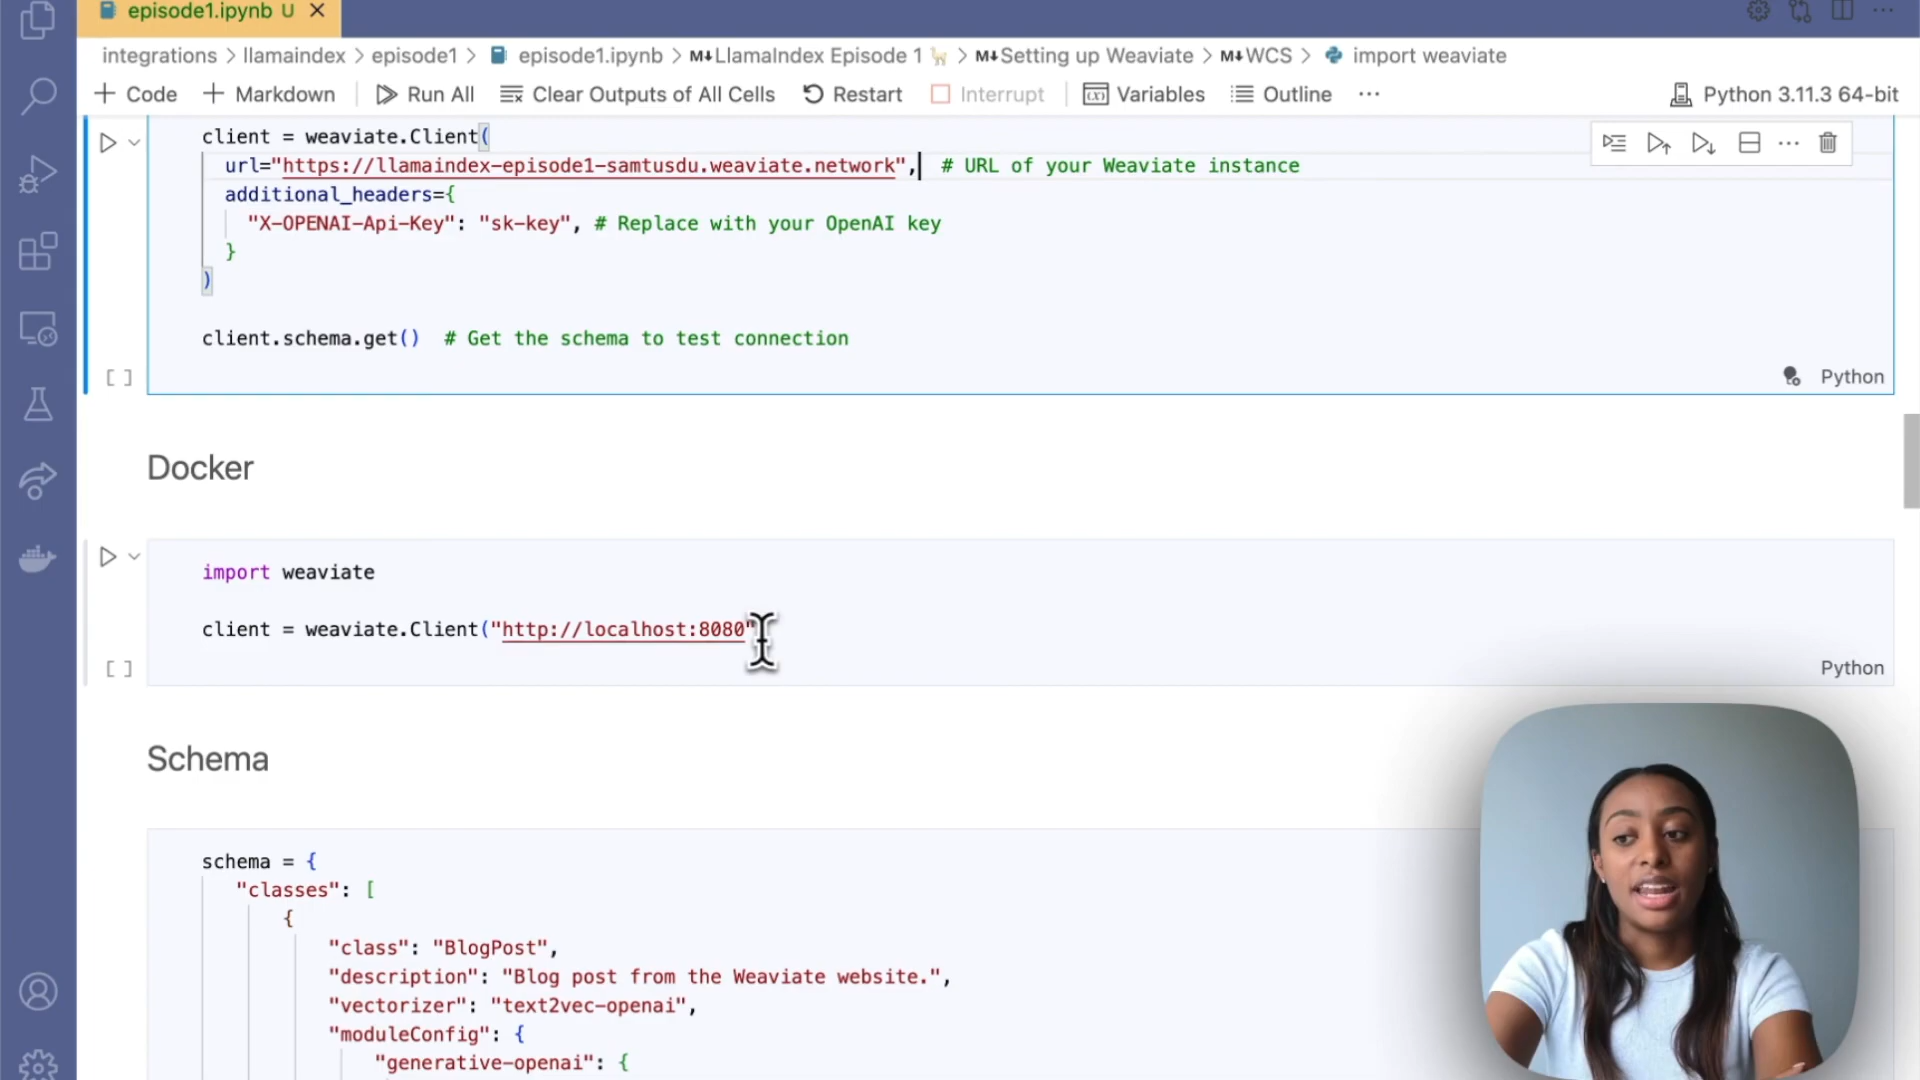 episode1.ipynb U
integrations > llamaindex > episode1 > episode1.ipynb > M↓LlamaIndex Episode 1 🦙 > M↓Setting up Weaviate > M↓WCS > import weaviate
+ Code + Markdown Run All Clear Outputs of All Cells Restart Interrupt Variables Outline ··· Python 3.11.3 64-bit
client = weaviate.Client(
url="https://llamaindex-episode1-samtusdu.weaviate.network", # URL of your Weaviate instance
additional_headers={
"X-OPENAI-Api-Key": "sk-key", # Replace with your OpenAI key
}
)
client.schema.get() # Get the schema to test connection
[ ] Python
Docker
import weaviate
client = weaviate.Client("http://localhost:8080"
[ ] Python
Schema
schema = {
"classes": [
{
"class": "BlogPost",
"description": "Blog post from the Weaviate website.",
"vectorizer": "text2vec-openai",
"moduleConfig": {
"generative-openai": {